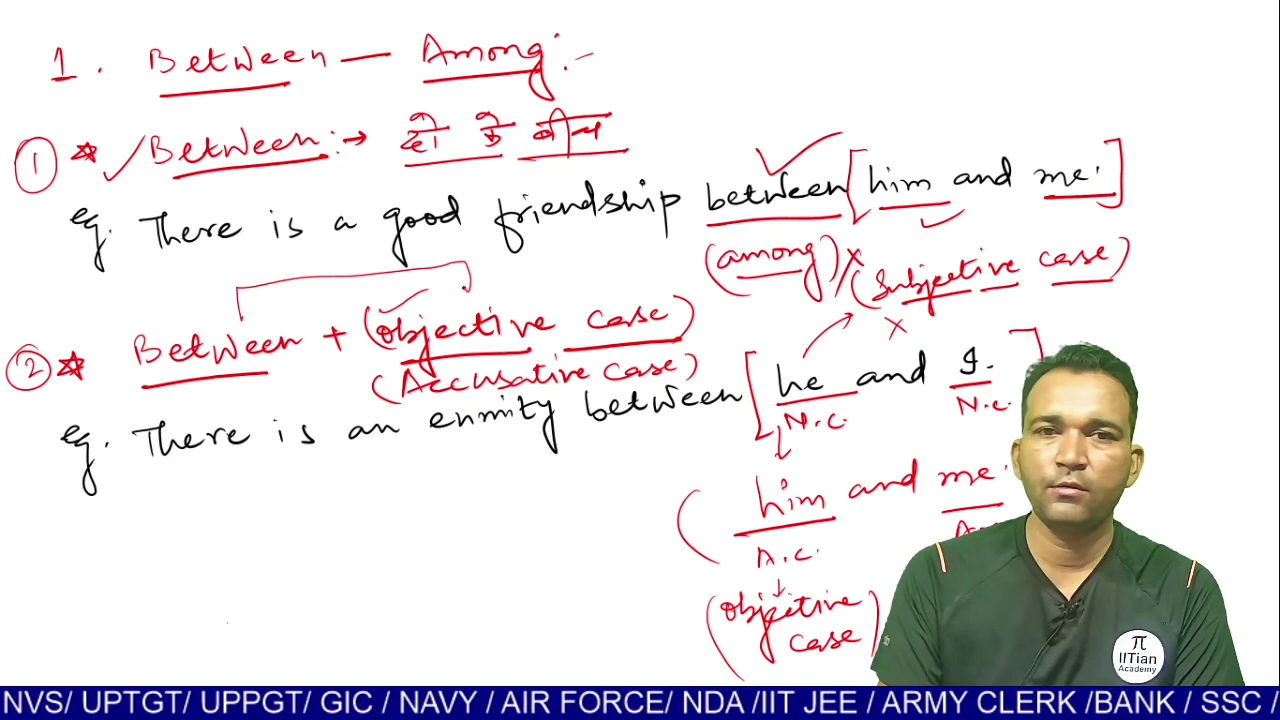 1. Between — Among :-
① ☆ ✓ Between :→ दो के बीच
eg. There is a good friendship between [him and me.]
(among) × (Subjective case) ×
② ☆ Between + (objective case)
(Accusative case)
eg. There is an enmity between [he and I.]
N.C. N.C.
(him and me.
A.C.
(objetive
case)
π
IITian
Academy
NVS/ UPTGT/ UPPGT/ GIC / NAVY / AIR FORCE/ NDA /IIT JEE / ARMY CLERK /BANK / SSC /